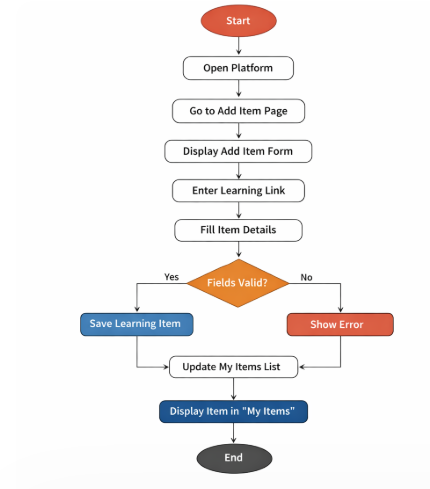 Start
Open Platform
Go to Add Item Page
Display Add Item Form
Enter Learning Link
Fill Item Details
Fields Valid?
Yes
No
Save Learning Item
Show Error
Update My Items List
Display Item in "My Items"
End